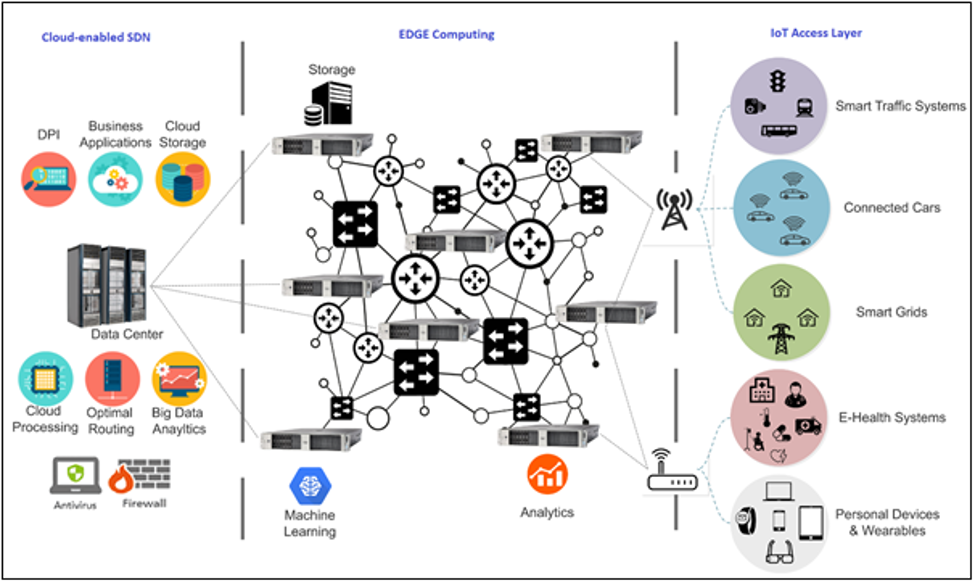 Cloud-enabled SDN
EDGE Computing
IoT Access Layer
Storage
DPI
Business
Applications
Cloud
Storage
Smart Traffic Systems
Connected Cars
Data Center
Smart Grids
Cloud
Processing
Optimal
Routing
Big Data
Anayltics
E-Health Systems
Antivirus
Firewall
Machine
Learning
Analytics
Personal Devices
& Wearables